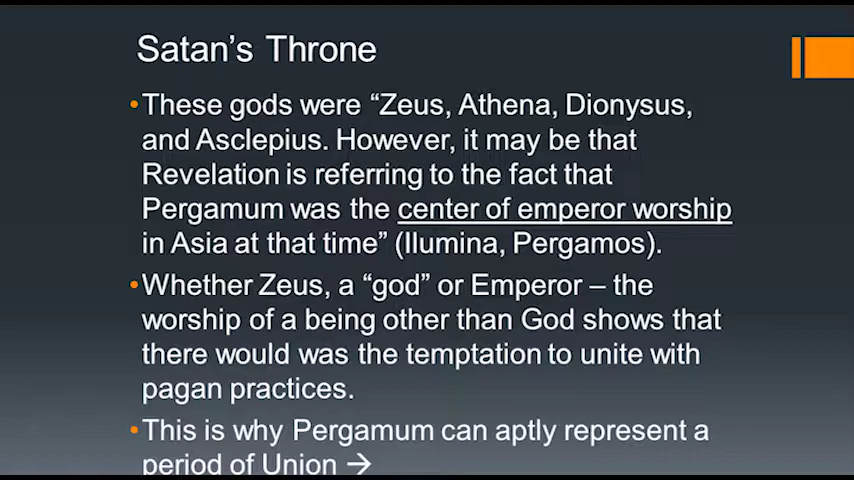 Satan’s Throne
•These gods were “Zeus, Athena, Dionysus,
and Asclepius. However, it may be that
Revelation is referring to the fact that
Pergamum was the center of emperor worship
in Asia at that time” (Ilumina, Pergamos).
•Whether Zeus, a “god” or Emperor – the
worship of a being other than God shows that
there would was the temptation to unite with
pagan practices.
•This is why Pergamum can aptly represent a
period of Union →